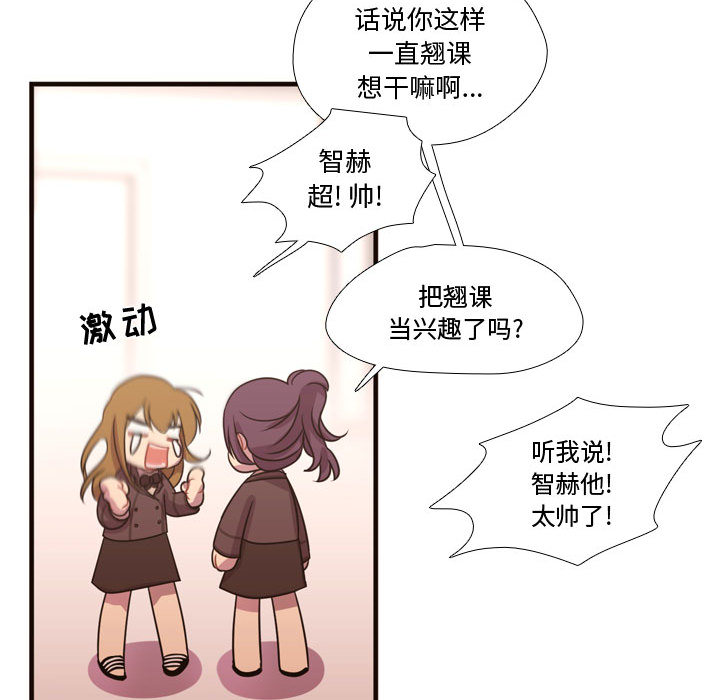 话说你这样
一直翘课
想干嘛啊...
智赫
超! 帅!
把翘课
当兴趣了吗?
激动
听我说!
智赫他!
太帅了!